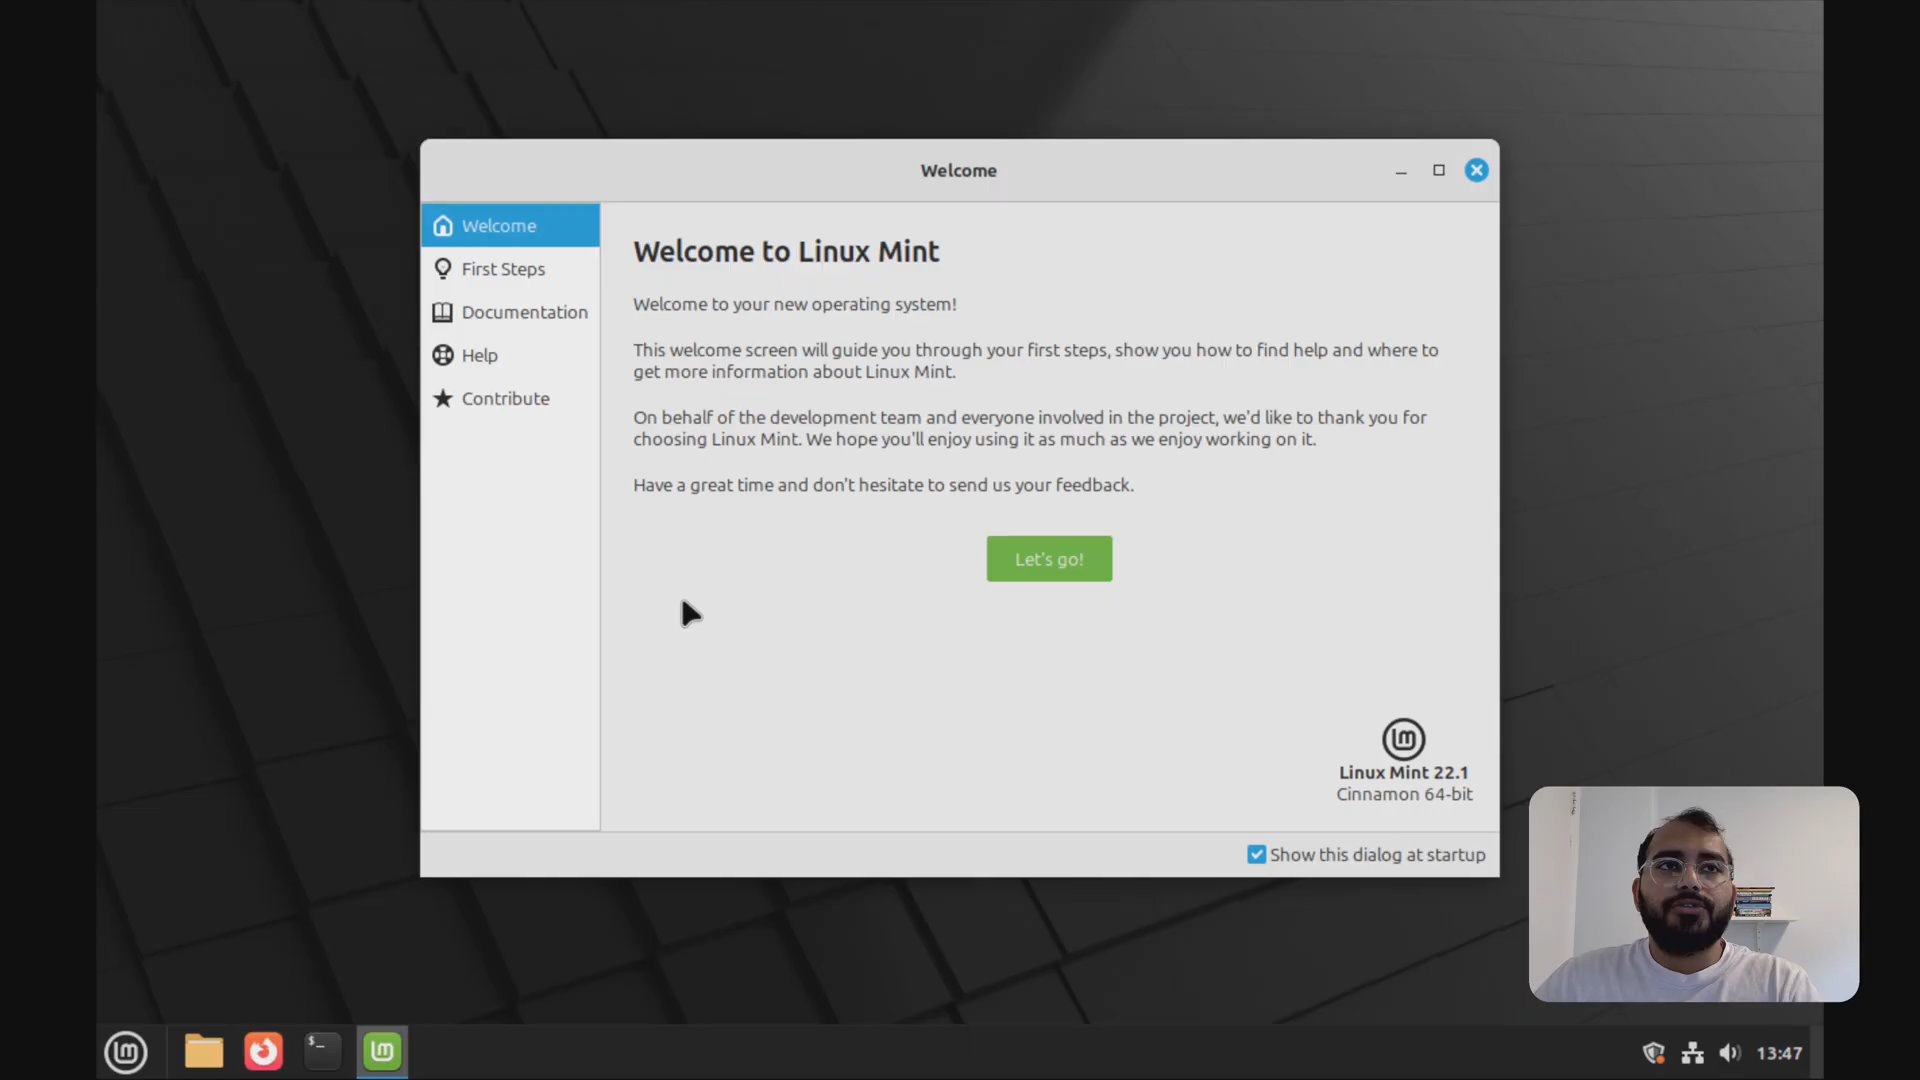 Welcome
Welcome
First Steps
Documentation
Help
Contribute
Welcome to Linux Mint
Welcome to your new operating system!
This welcome screen will guide you through your first steps, show you how to find help and where to
get more information about Linux Mint.
On behalf of the development team and everyone involved in the project, we'd like to thank you for
choosing Linux Mint. We hope you'll enjoy using it as much as we enjoy working on it.
Have a great time and don't hesitate to send us your feedback.
Let's go!
Linux Mint 22.1
Cinnamon 64-bit
Show this dialog at startup
$_
13:47